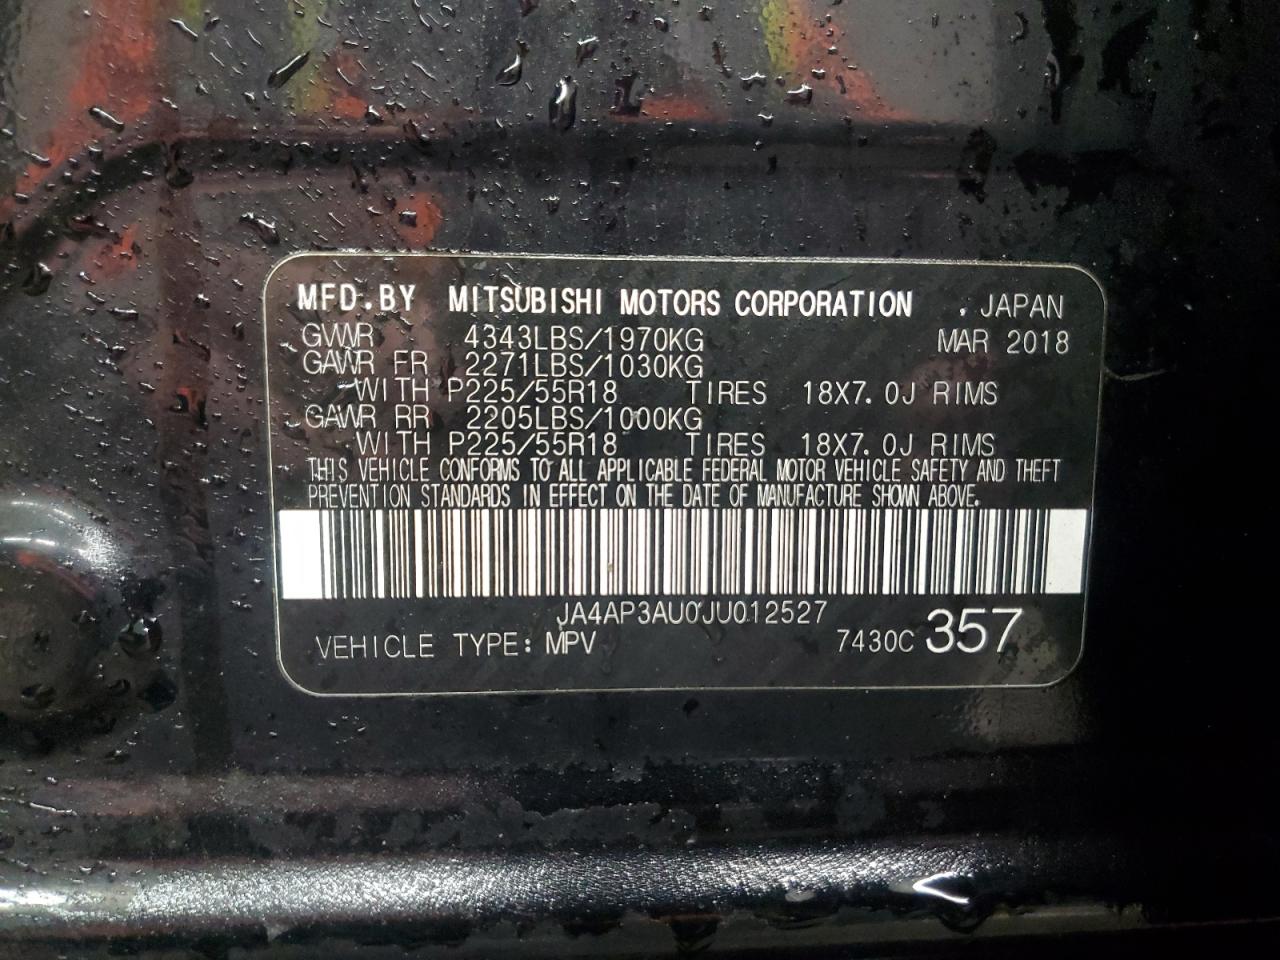 MFD.BY MITSUBISHI MOTORS CORPORATION . JAPAN
GVWR 4343LBS/1970KG MAR 2018
GAWR FR 2271LBS/1030KG
WITH P225/55R18 TIRES 18X7.0J RIMS
GAWR RR 2205LBS/1000KG
WITH P225/55R18 TIRES 18X7.0J RIMS
THIS VEHICLE CONFORMS TO ALL APPLICABLE FEDERAL MOTOR VEHICLE SAFETY AND THEFT
PREVENTION STANDARDS IN EFFECT ON THE DATE OF MANUFACTURE SHOWN ABOVE.
JA4AP3AU0JU012527
VEHICLE TYPE: MPV 7430C 357